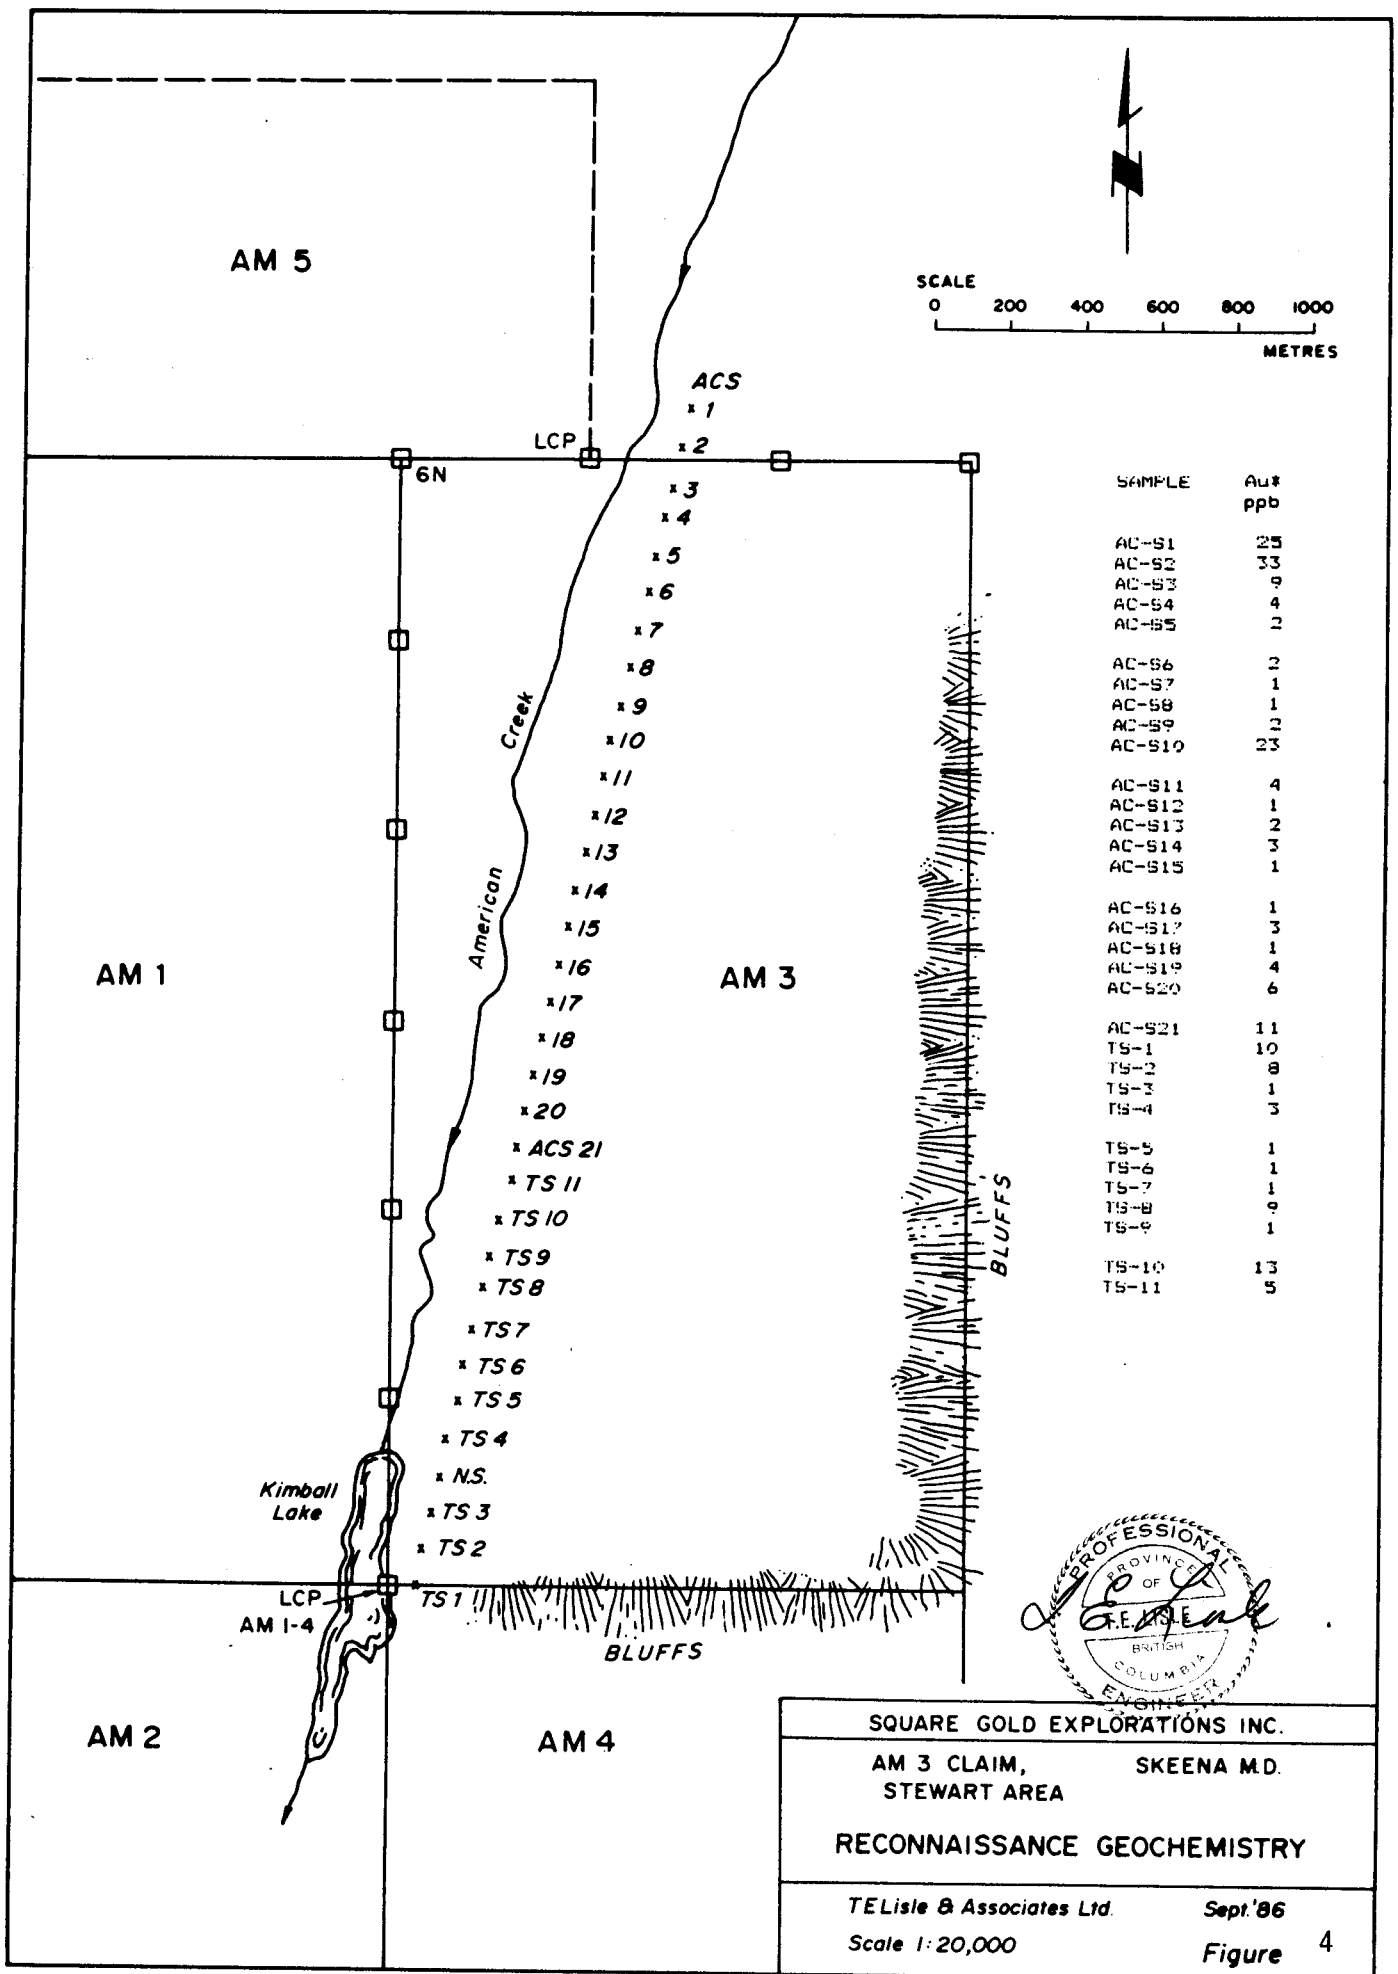 AM 5
SCALE
0 200 400 600 800 1000
METRES
ACS
x 1
x 2
LCP
6N
x 3
x 4
x 5
x 6
x 7
x 8
x 9
x 10
x 11
x 12
x 13
x 14
x 15
x 16
x 17
x 18
x 19
x 20
x ACS 21
x TS 11
x TS 10
x TS 9
x TS 8
x TS 7
x TS 6
x TS 5
x TS 4
x N.S.
x TS 3
x TS 2
x TS 1
American Creek
AM 1
AM 3
SAMPLE Au*
ppb
AC-S1 25
AC-S2 33
AC-S3 9
AC-S4 4
AC-S5 2
AC-S6 2
AC-S7 1
AC-S8 1
AC-S9 2
AC-S10 23
AC-S11 4
AC-S12 1
AC-S13 2
AC-S14 3
AC-S15 1
AC-S16 1
AC-S17 3
AC-S18 1
AC-S19 4
AC-S20 6
AC-S21 11
TS-1 10
TS-2 8
TS-3 1
TS-4 3
TS-5 1
TS-6 1
TS-7 1
TS-8 9
TS-9 1
TS-10 13
TS-11 5
BLUFFS
Kimball
Lake
LCP
AM 1-4
BLUFFS
AM 2
AM 4
PROFESSIONAL
PROVINCE
OF
T.E. LISLE
BRITISH
COLUMBIA
ENGINEER
SQUARE GOLD EXPLORATIONS INC.
AM 3 CLAIM, SKEENA M.D.
STEWART AREA
RECONNAISSANCE GEOCHEMISTRY
T E Lisle & Associates Ltd. Sept.'86
Scale 1:20,000 Figure 4